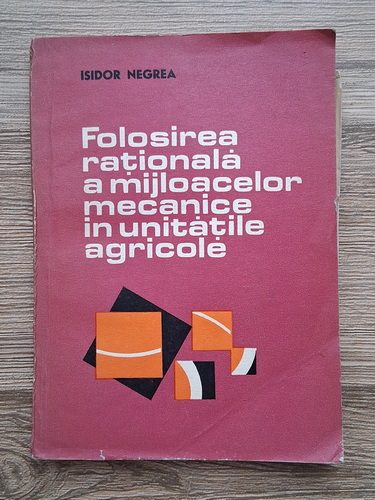 ISIDOR NEGREA
Folosirea
rațională
a mijloacelor
mecanice
în unitățile
agricole